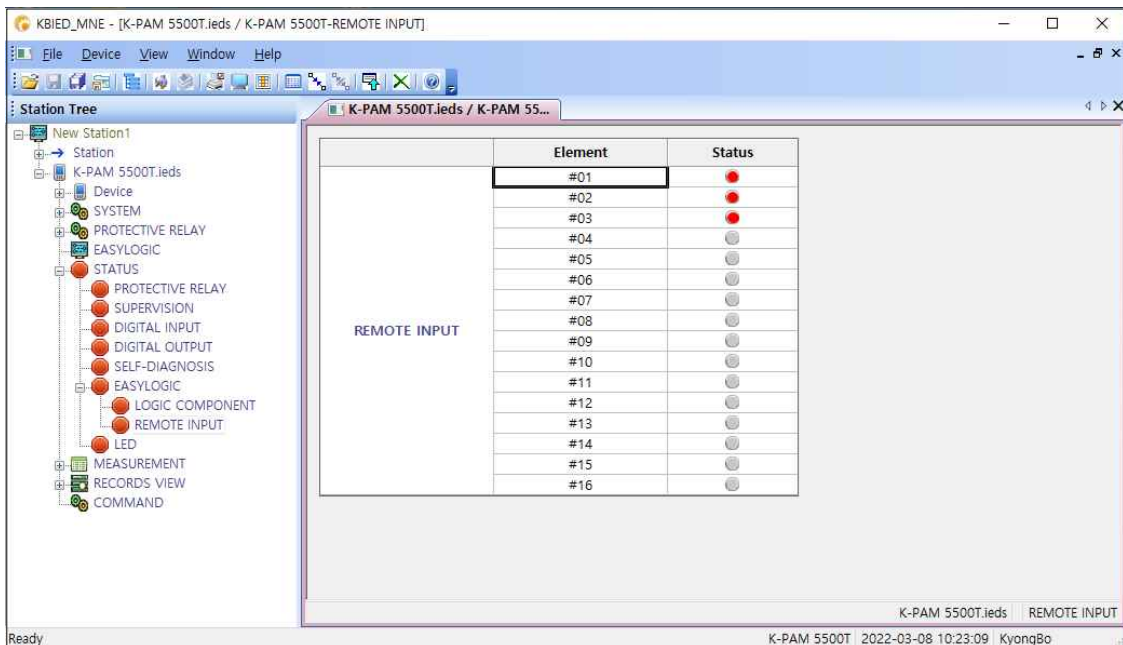 KBIED_MNE - [K-PAM 5500T.ieds / K-PAM 5500T-REMOTE INPUT]
File Device View Window Help
Station Tree
New Station1
Station
K-PAM 5500T.ieds
Device
SYSTEM
PROTECTIVE RELAY
EASYLOGIC
STATUS
PROTECTIVE RELAY
SUPERVISION
DIGITAL INPUT
DIGITAL OUTPUT
SELF-DIAGNOSIS
EASYLOGIC
LOGIC COMPONENT
REMOTE INPUT
LED
MEASUREMENT
RECORDS VIEW
COMMAND
K-PAM 5500T.ieds / K-PAM 55...
Element Status
REMOTE INPUT
#01
#02
#03
#04
#05
#06
#07
#08
#09
#10
#11
#12
#13
#14
#15
#16
K-PAM 5500T.ieds REMOTE INPUT
Ready K-PAM 5500T 2022-03-08 10:23:09 KyongBo